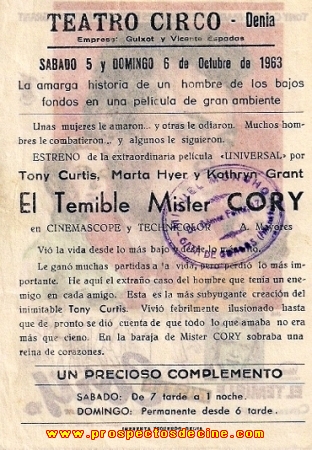 TEATRO CIRCO - Denia
Empresa: Guixot y Vicente Espados
SABADO 5 y DOMINGO 6 de Octubre de 1963
La amarga historia de un hombre de los bajos
fondos en una película de gran ambiente
Unas mujeres le amaron... y otras le odiaron. Muchos hom-
bres le combatieron... y algunos le siguieron.
ESTRENO de la extraordinaria película «UNIVERSAL» por
Tony Curtis, Marta Hyer y Kathryn Grant
El Temible Mister CORY
en CINEMASCOPE y TECHNICOLOR A. Mayores
Vió la vida desde lo más bajo
Le ganó muchas partidas a la vida, pero perdió lo más im-
portante. He aquí el extraño caso del hombre que tenía un ene-
migo en cada amigo. Esta es la más subyugante creación del
inimitable Tony Curtis. Vivió febrilmente ilusionado hasta
que de pronto se dió cuenta de que todo lo que amaba no era
más que cieno. En la baraja de Mister CORY sobraba una
reina de corazones.
UN PRECIOSO COMPLEMENTO
SABADO: De 7 tarde a 1 noche.
DOMINGO: Permanente desde 6 tarde.
www.prospectosdecine.com